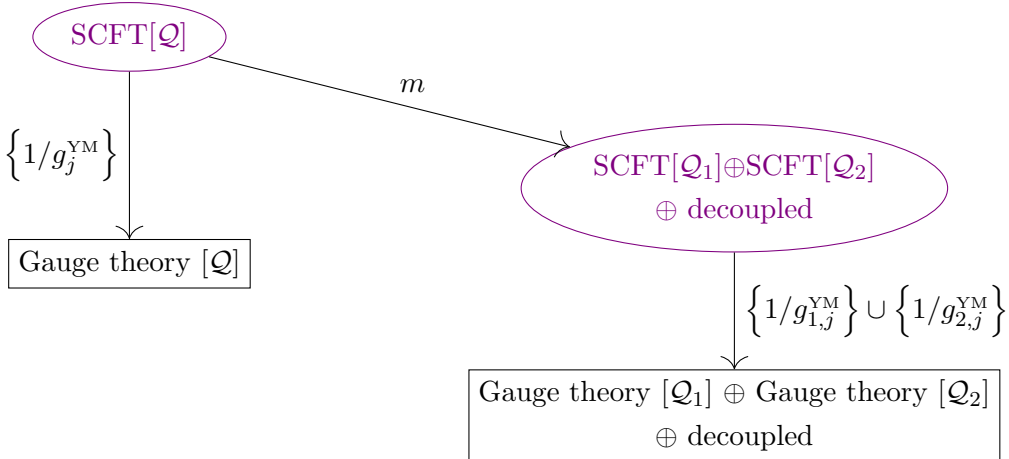 SCFT[𝒬]
m
{1/g_j^YM}
SCFT[𝒬₁]⊕SCFT[𝒬₂]
⊕ decoupled
Gauge theory [𝒬]
{1/g_{1,j}^YM} ∪ {1/g_{2,j}^YM}
Gauge theory [𝒬₁] ⊕ Gauge theory [𝒬₂]
⊕ decoupled